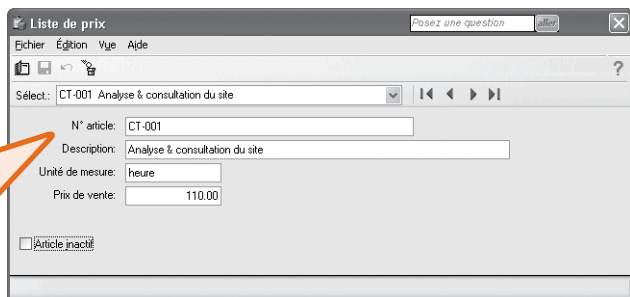 Liste de prix
Posez une question aller
Fichier Édition Vue Aide
?
Sélect.: CT-001 Analyse & consultation du site
N° article: CT-001
Description: Analyse & consultation du site
Unité de mesure: heure
Prix de vente: 110.00
Article inactif